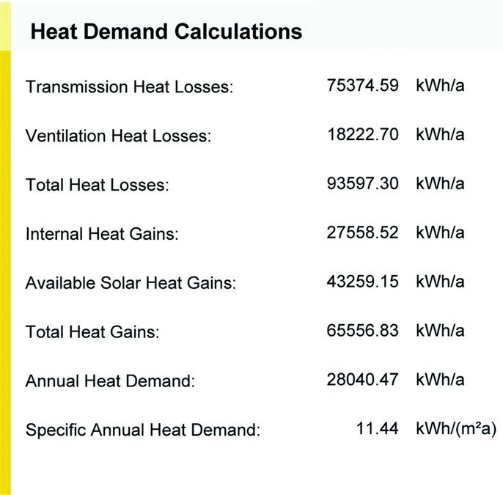 Heat Demand Calculations
Transmission Heat Losses: 75374.59 kWh/a
Ventilation Heat Losses: 18222.70 kWh/a
Total Heat Losses: 93597.30 kWh/a
Internal Heat Gains: 27558.52 kWh/a
Available Solar Heat Gains: 43259.15 kWh/a
Total Heat Gains: 65556.83 kWh/a
Annual Heat Demand: 28040.47 kWh/a
Specific Annual Heat Demand: 11.44 kWh/(m²a)